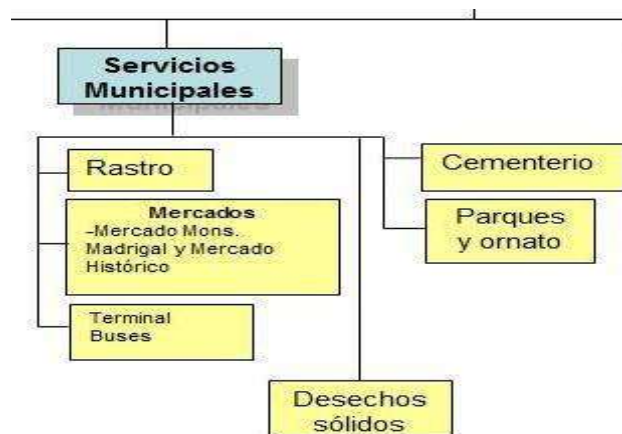 Servicios
Municipales
Rastro
Mercados
-Mercado Mons.
Madrigal y Mercado
Histórico
Terminal
Buses
Cementerio
Parques
y ornato
Desechos
sólidos